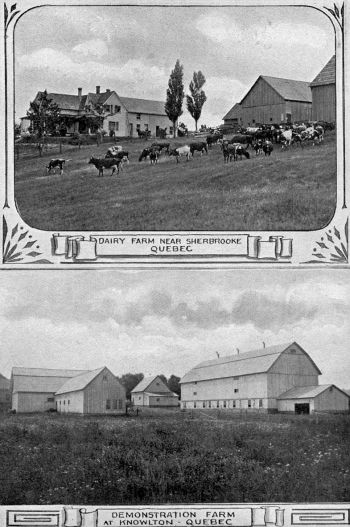 DAIRY FARM NEAR SHERBROOKE
QUEBEC
DEMONSTRATION FARM
AT KNOWLTON - QUEBEC